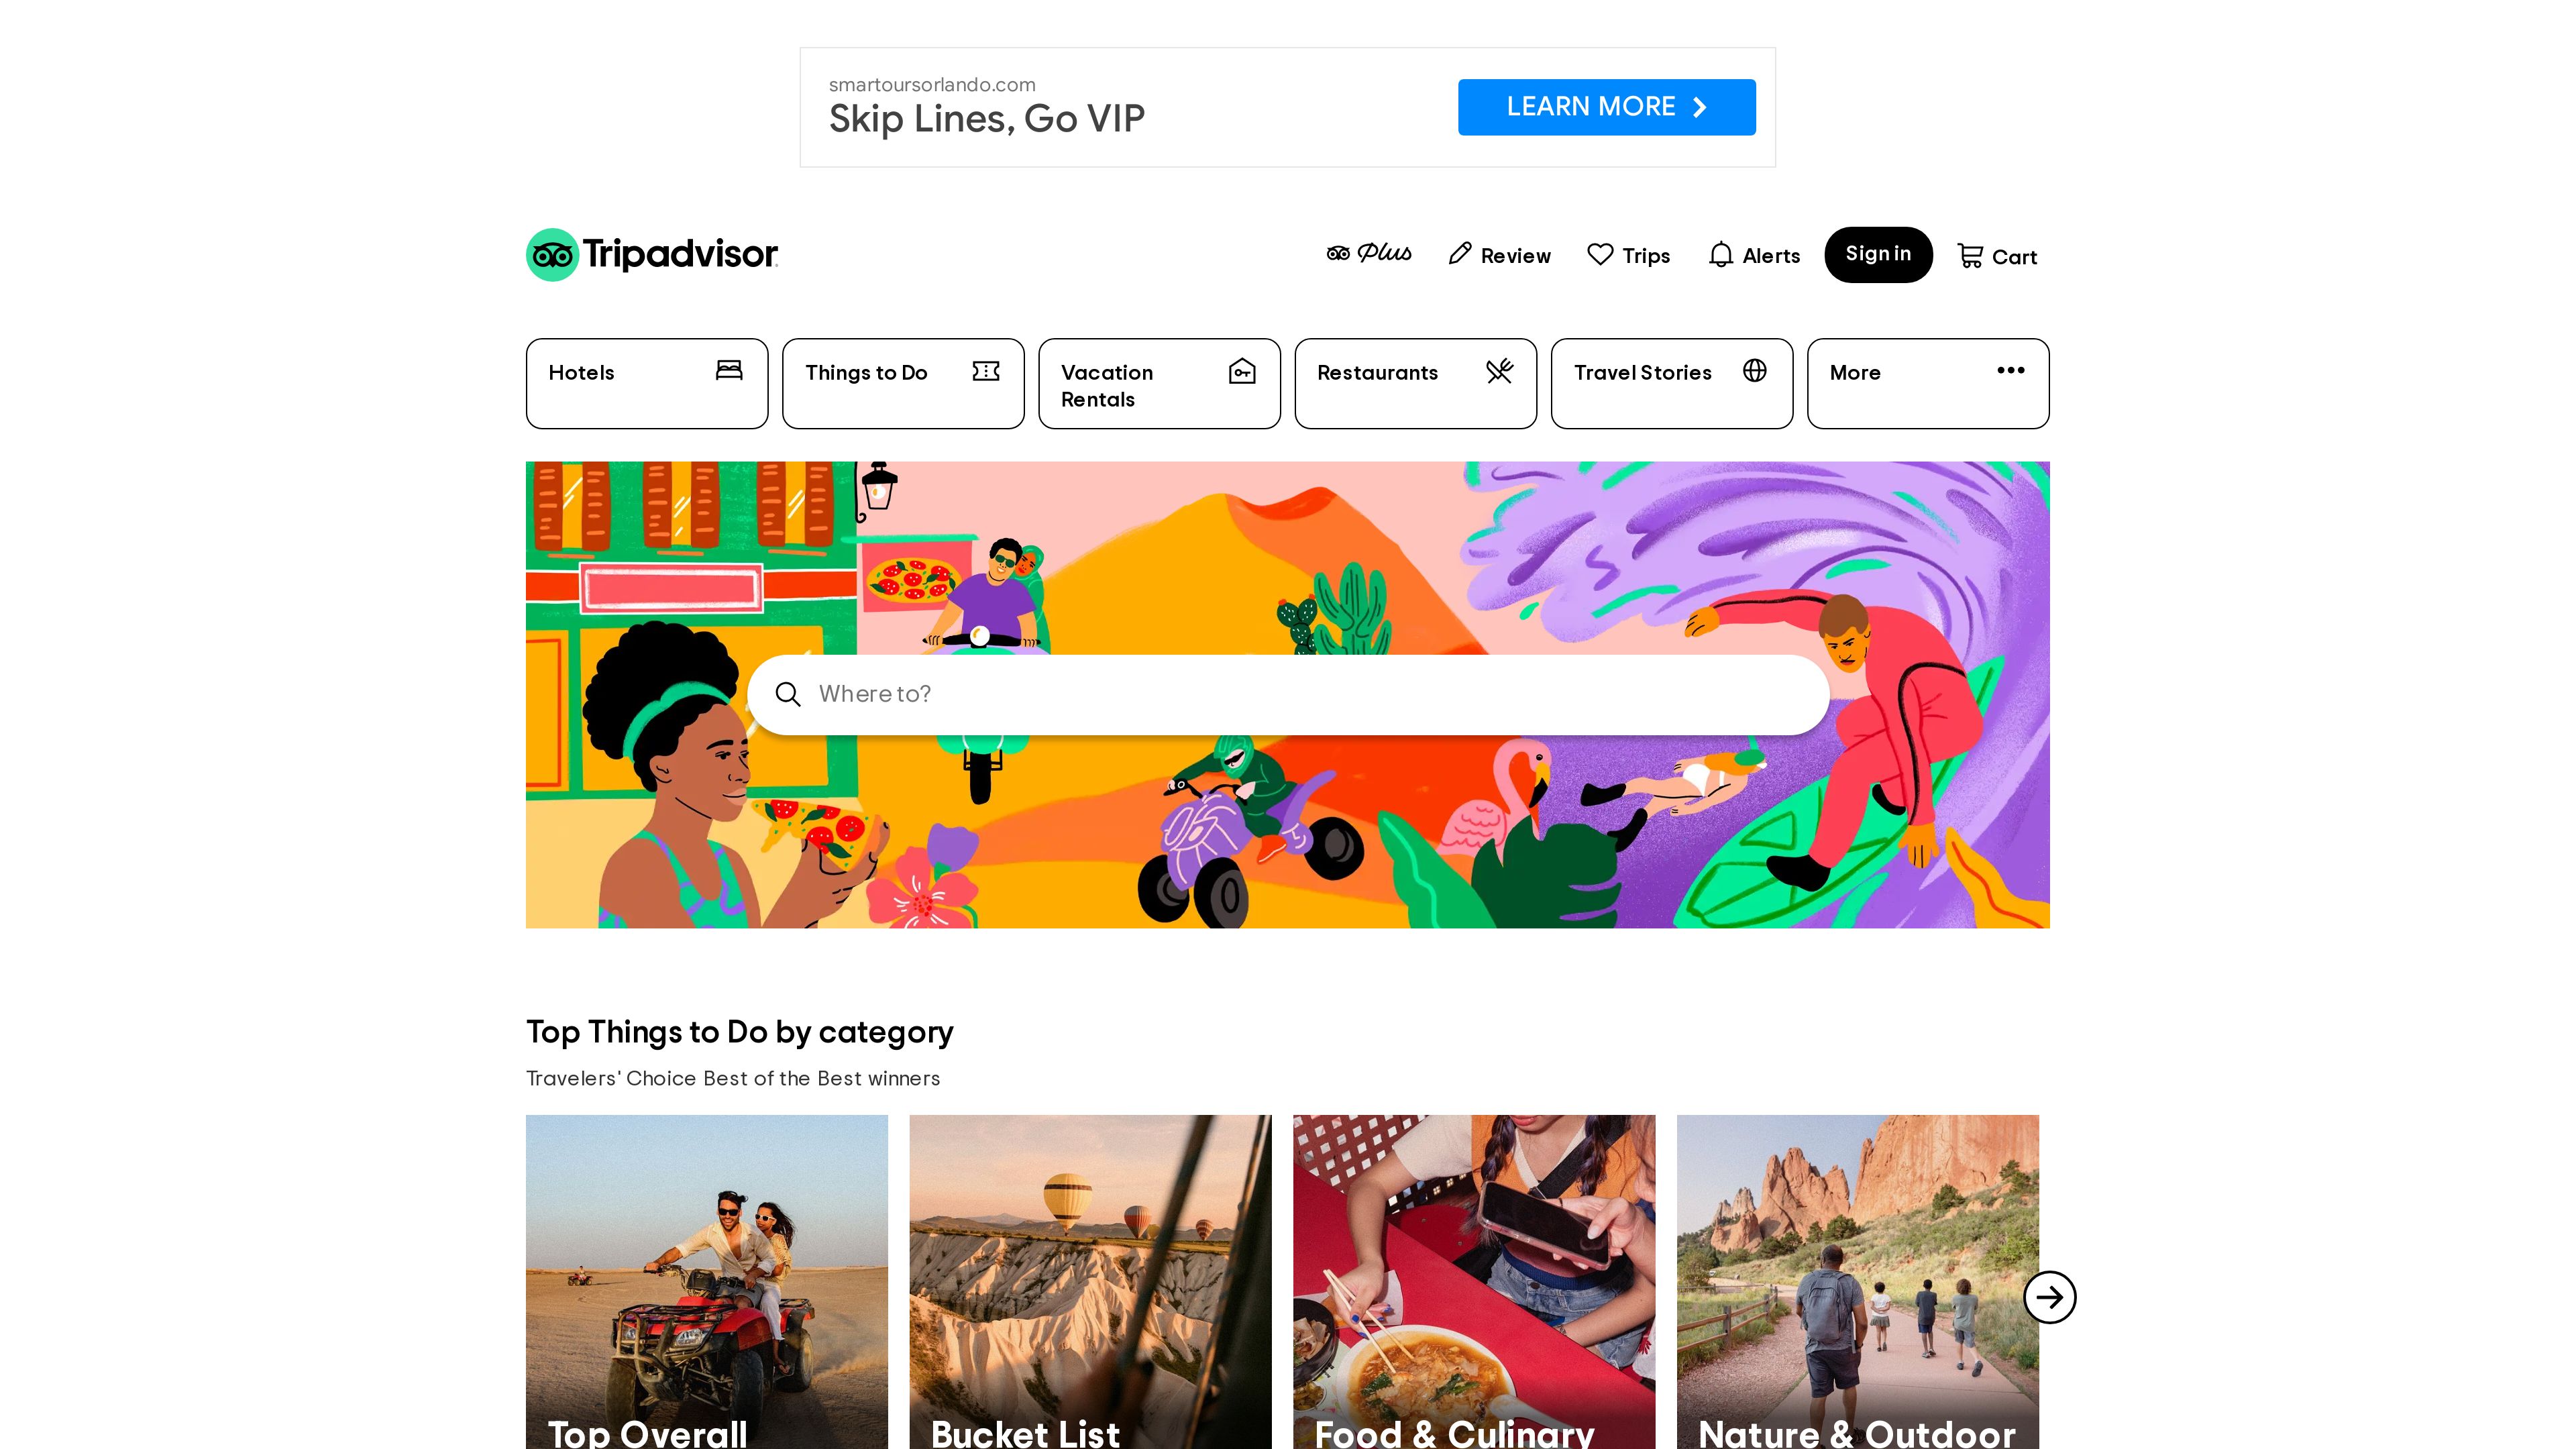 smartoursorlando.com
Skip Lines, Go VIP
LEARN MORE
Tripadvisor
Plus
Review
Trips
Alerts
Sign in
Cart
Hotels
Things to Do
Vacation
Rentals
Restaurants
Travel Stories
More
Where to?
Top Things to Do by category
Travelers' Choice Best of the Best winners
Top Overall
Bucket List
Food & Culinary
Nature & Outdoor